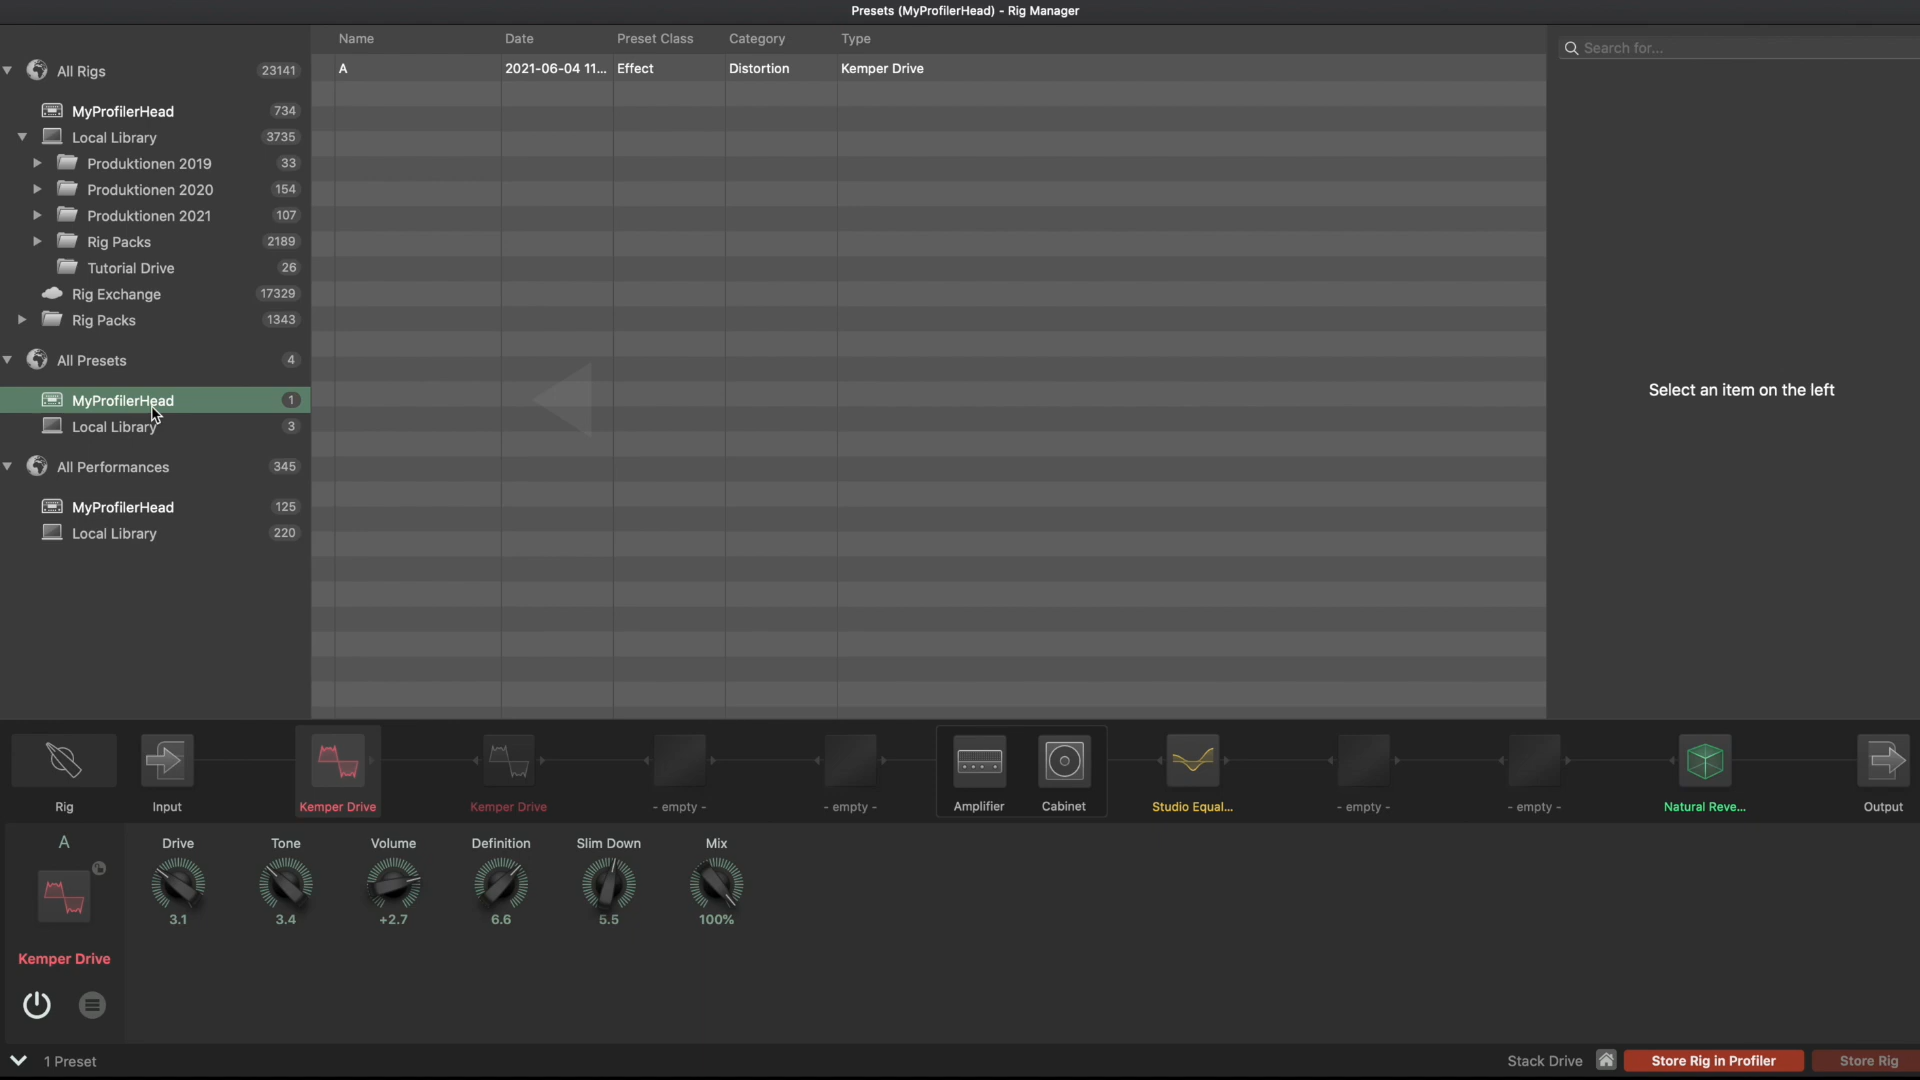 Presets (MyProfilerHead) - Rig Manager
Name Date Preset Class Category Type
Search for...
A 2021-06-04 11... Effect Distortion Kemper Drive
All Rigs 23141
MyProfilerHead 734
Local Library 3735
Produktionen 2019 33
Produktionen 2020 154
Produktionen 2021 107
Rig Packs 2189
Tutorial Drive 26
Rig Exchange 17329
Rig Packs 1343
All Presets 4
MyProfilerHead 1
Local Library 3
All Performances 345
MyProfilerHead 125
Local Library 220
Select an item on the left
Rig Input Kemper Drive Kemper Drive - empty - - empty - Amplifier Cabinet Studio Equal... - empty - - empty - Natural Reve... Output
A Drive Tone Volume Definition Slim Down Mix
3.1 3.4 +2.7 6.6 5.5 100%
Kemper Drive
1 Preset Stack Drive Store Rig in Profiler Store Rig